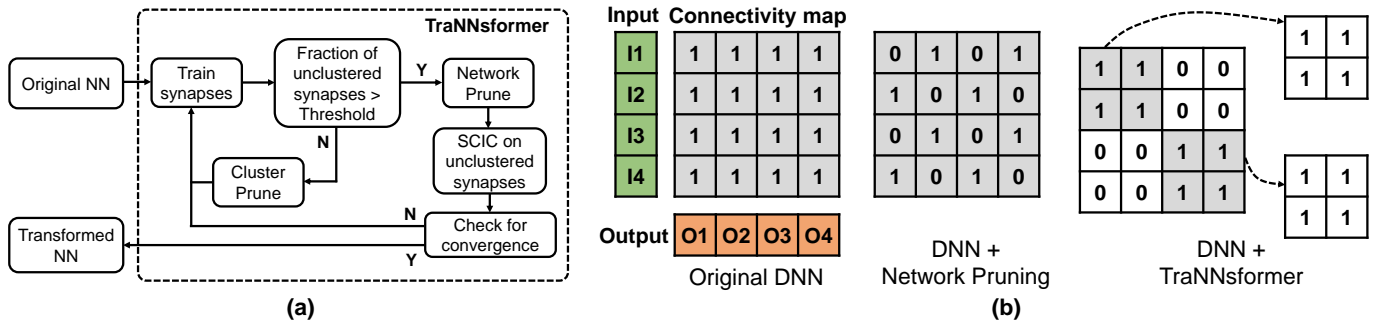 TraNNsformer
Original NN
Train
synapses
Fraction of
unclustered
synapses >
Threshold
Y
Network
Prune
N
SCIC on
unclustered
synapses
Cluster
Prune
N
Check for
convergence
Y
Transformed
NN
(a)
Input Connectivity map
I1 1 1 1 1
I2 1 1 1 1
I3 1 1 1 1
I4 1 1 1 1
Output O1 O2 O3 O4
Original DNN
0 1 0 1
1 0 1 0
0 1 0 1
1 0 1 0
DNN +
Network Pruning
1 1 0 0
1 1 0 0
0 0 1 1
0 0 1 1
1 1
1 1
1 1
1 1
DNN +
TraNNsformer
(b)